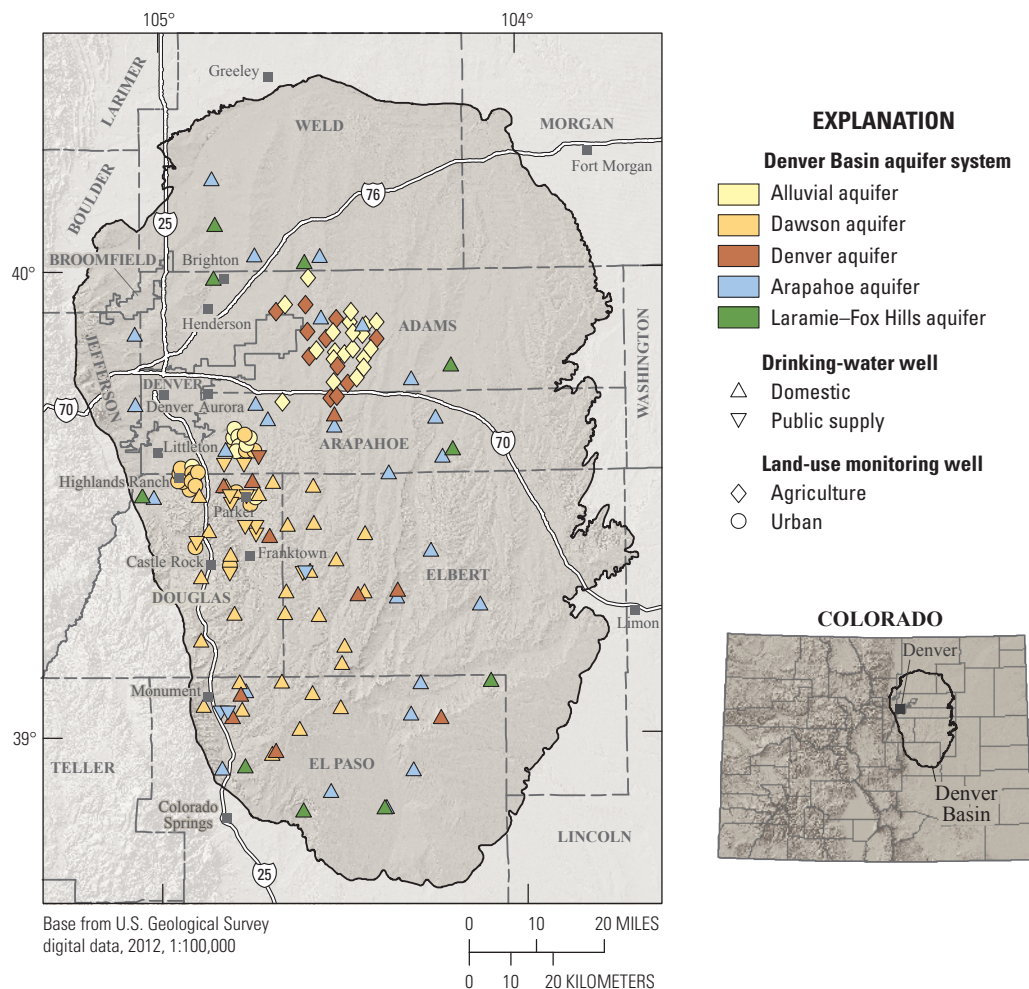 105°
104°
Greeley
LARIMER
WELD
MORGAN
Fort Morgan
BOULDER
76
25
40°
BROOMFIELD
Brighton
Henderson
ADAMS
JEFFERSON
WASHINGTON
DENVER
Denver
Aurora
70
ARAPAHOE
70
Littleton
Highlands Ranch
Parker
Franktown
Castle Rock
ELBERT
DOUGLAS
Limon
Monument
39°
TELLER
EL PASO
Colorado
Springs
LINCOLN
25
Base from U.S. Geological Survey
digital data, 2012, 1:100,000
0 10 20 MILES
0 10 20 KILOMETERS
EXPLANATION
Denver Basin aquifer system
Alluvial aquifer
Dawson aquifer
Denver aquifer
Arapahoe aquifer
Laramie–Fox Hills aquifer
Drinking-water well
Domestic
Public supply
Land-use monitoring well
Agriculture
Urban
COLORADO
Denver
Denver
Basin